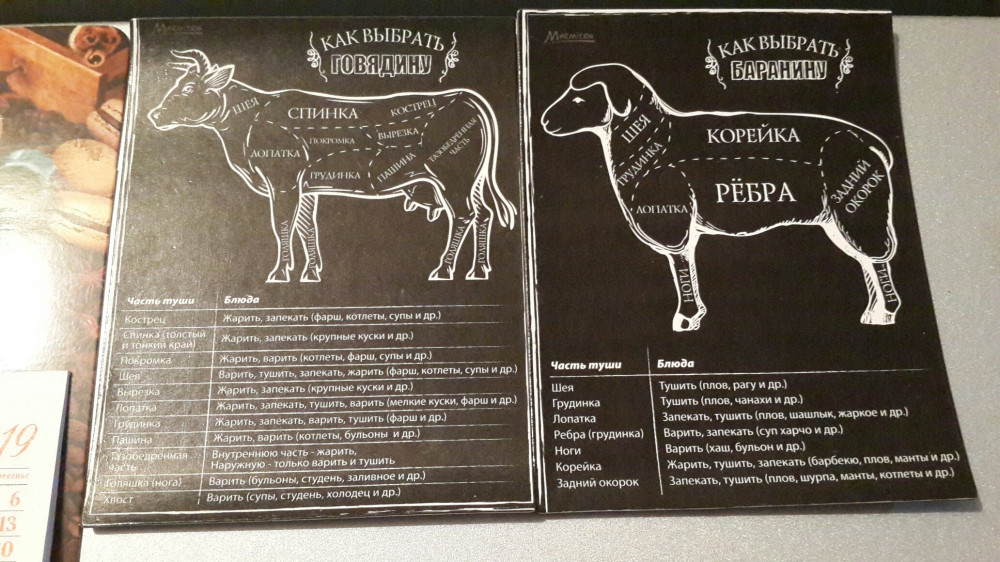 Marmiton
КАК ВЫБРАТЬ
ГОВЯДИНУ
ШЕЯ
СПИНКА
КОСТРЕЦ
ПОКРОМКА
ВЫРЕЗКА
ЛОПАТКА
ГРУДИНКА
ПАШИНА
ТАЗОБЕДРЕННАЯ
ЧАСТЬ
ГОЛЯШКА
ГОЛЯШКА
ГОЛЯШКА
ГОЛЯШКА
Часть туши Блюда
Кострец Жарить, запекать (фарш, котлеты, супы и др.)
Спинка (толстый
и тонкий край) Жарить, запекать (крупные куски и др.)
Покромка Жарить, варить (котлеты, фарш, супы и др.)
Шея Варить, тушить, запекать, жарить (фарш, котлеты, супы и др.)
Вырезка Жарить, запекать (крупные куски и др.)
Лопатка Жарить, запекать, тушить, варить (мелкие куски, фарш и др.)
Грудинка Жарить, запекать, варить, тушить (фарш и др.)
Пашина Жарить, варить (котлеты, бульоны и др.)
Тазобедренная
часть Внутреннюю часть - жарить,
Наружную - только варить и тушить
Голяшка (нога) Варить (бульоны, студень, заливное и др.)
Хвост Варить (супы, студень, холодец и др.)
Marmiton
КАК ВЫБРАТЬ
БАРАНИНУ
ШЕЯ
КОРЕЙКА
ГРУДИНКА
РЁБРА
ЛОПАТКА
ЗАДНИЙ
ОКОРОК
НОГИ
НОГИ
Часть туши Блюда
Шея Тушить (плов, рагу и др.)
Грудинка Тушить (плов, чанахи и др.)
Лопатка Запекать, тушить (плов, шашлык, жаркое и др.)
Ребра (грудинка) Варить, запекать (суп харчо и др.)
Ноги Варить (хаш, бульон и др.)
Корейка Жарить, тушить, запекать (барбекю, плов, манты и др.)
Задний окорок Запекать, тушить (плов, шурпа, манты, котлеты и др.)
19
6
13